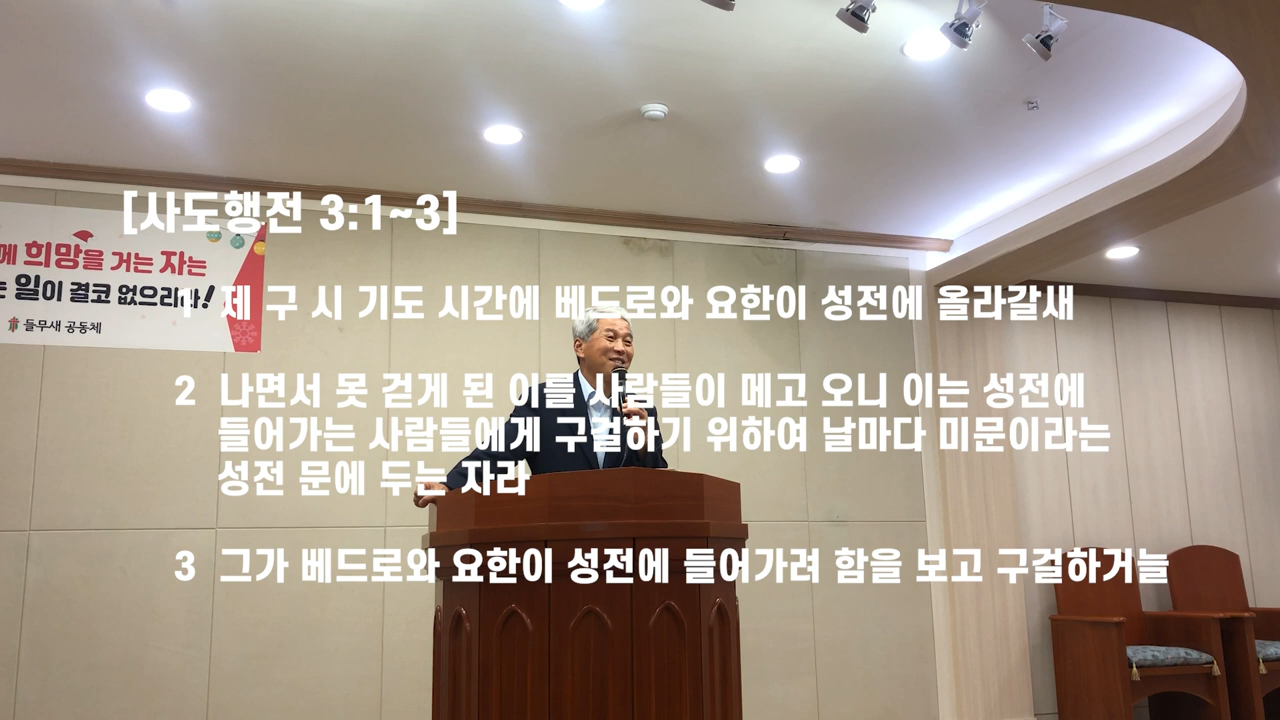 [사도행전 3:1~3]
에 희망을 거는 자는
는 일이 결코 없으리라!
들무새 공동체
1 제 구 시 기도 시간에 베드로와 요한이 성전에 올라갈새
2 나면서 못 걷게 된 이를 사람들이 메고 오니 이는 성전에
들어가는 사람들에게 구걸하기 위하여 날마다 미문이라는
성전 문에 두는 자라
3 그가 베드로와 요한이 성전에 들어가려 함을 보고 구걸하거늘